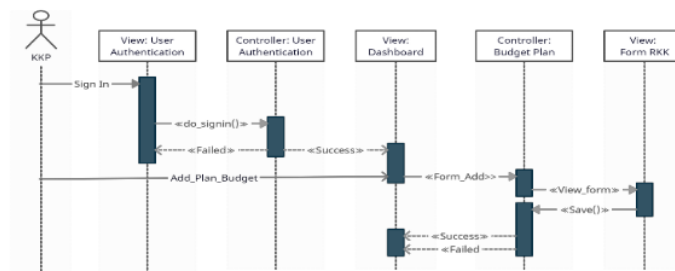 View: User
Authentication
Controller: User
Authentication
View:
Dashboard
Controller:
Budget Plan
View:
Form RKK
KKP
Sign In
≪do_signin()≫
≪Failed≫
≪Success≫
Add_Plan_Budget
≪Form_Add>>
≪View_form≫
≪Save()≫
≪Success≫
≪Failed